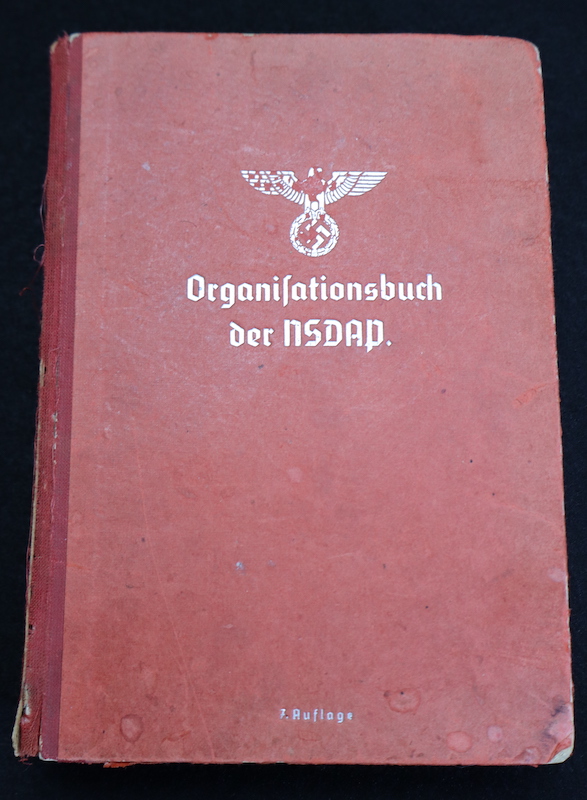 Organiſationsbuch
der NSDAP.
7. Auflage